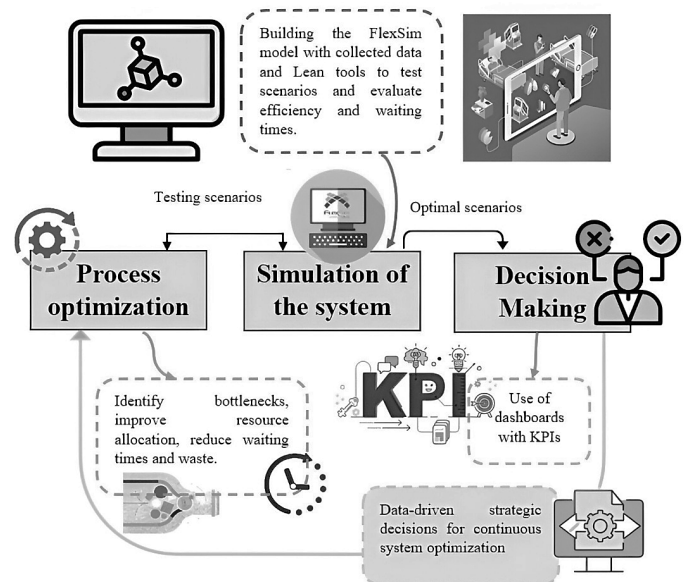 Building the FlexSim
model with collected data
and Lean tools to test
scenarios and evaluate
efficiency and waiting
times.
Testing scenarios
Optimal scenarios
Process
optimization
Simulation of
the system
Decision
Making
Identify bottlenecks,
improve resource
allocation, reduce waiting
times and waste.
KPI
Use of
dashboards
with KPIs
Data-driven strategic
decisions for continuous
system optimization